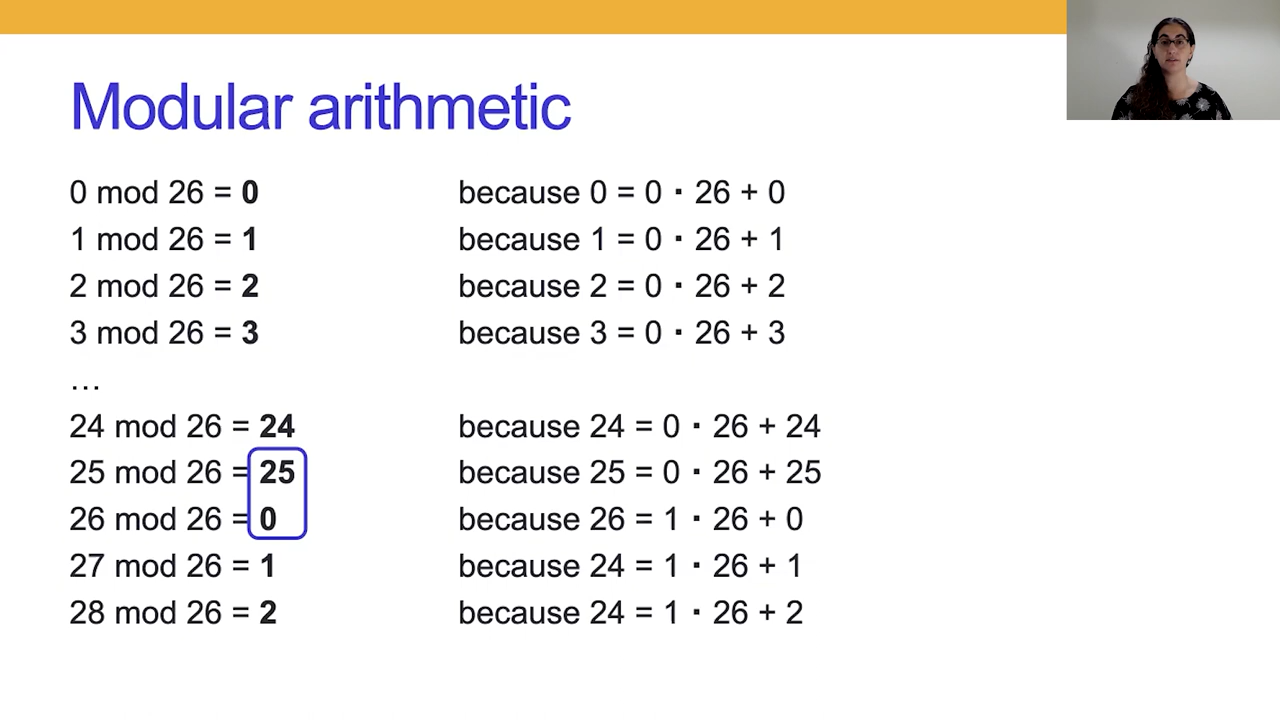 Modular arithmetic
0 mod 26 = 0 because 0 = 0 · 26 + 0
1 mod 26 = 1 because 1 = 0 · 26 + 1
2 mod 26 = 2 because 2 = 0 · 26 + 2
3 mod 26 = 3 because 3 = 0 · 26 + 3
…
24 mod 26 = 24 because 24 = 0 · 26 + 24
25 mod 26 = 25 because 25 = 0 · 26 + 25
26 mod 26 = 0 because 26 = 1 · 26 + 0
27 mod 26 = 1 because 24 = 1 · 26 + 1
28 mod 26 = 2 because 24 = 1 · 26 + 2